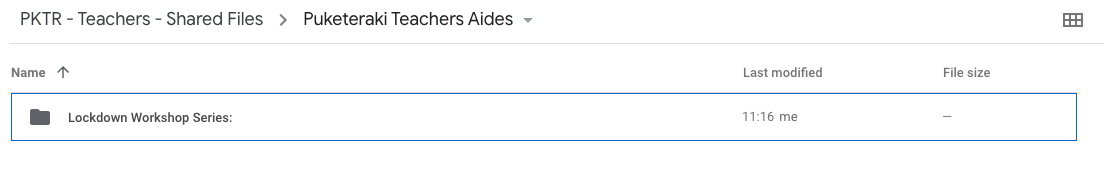 PKTR - Teachers - Shared Files > Puketeraki Teachers Aides
Name ↑ Last modified File size
Lockdown Workshop Series: 11:16 me —